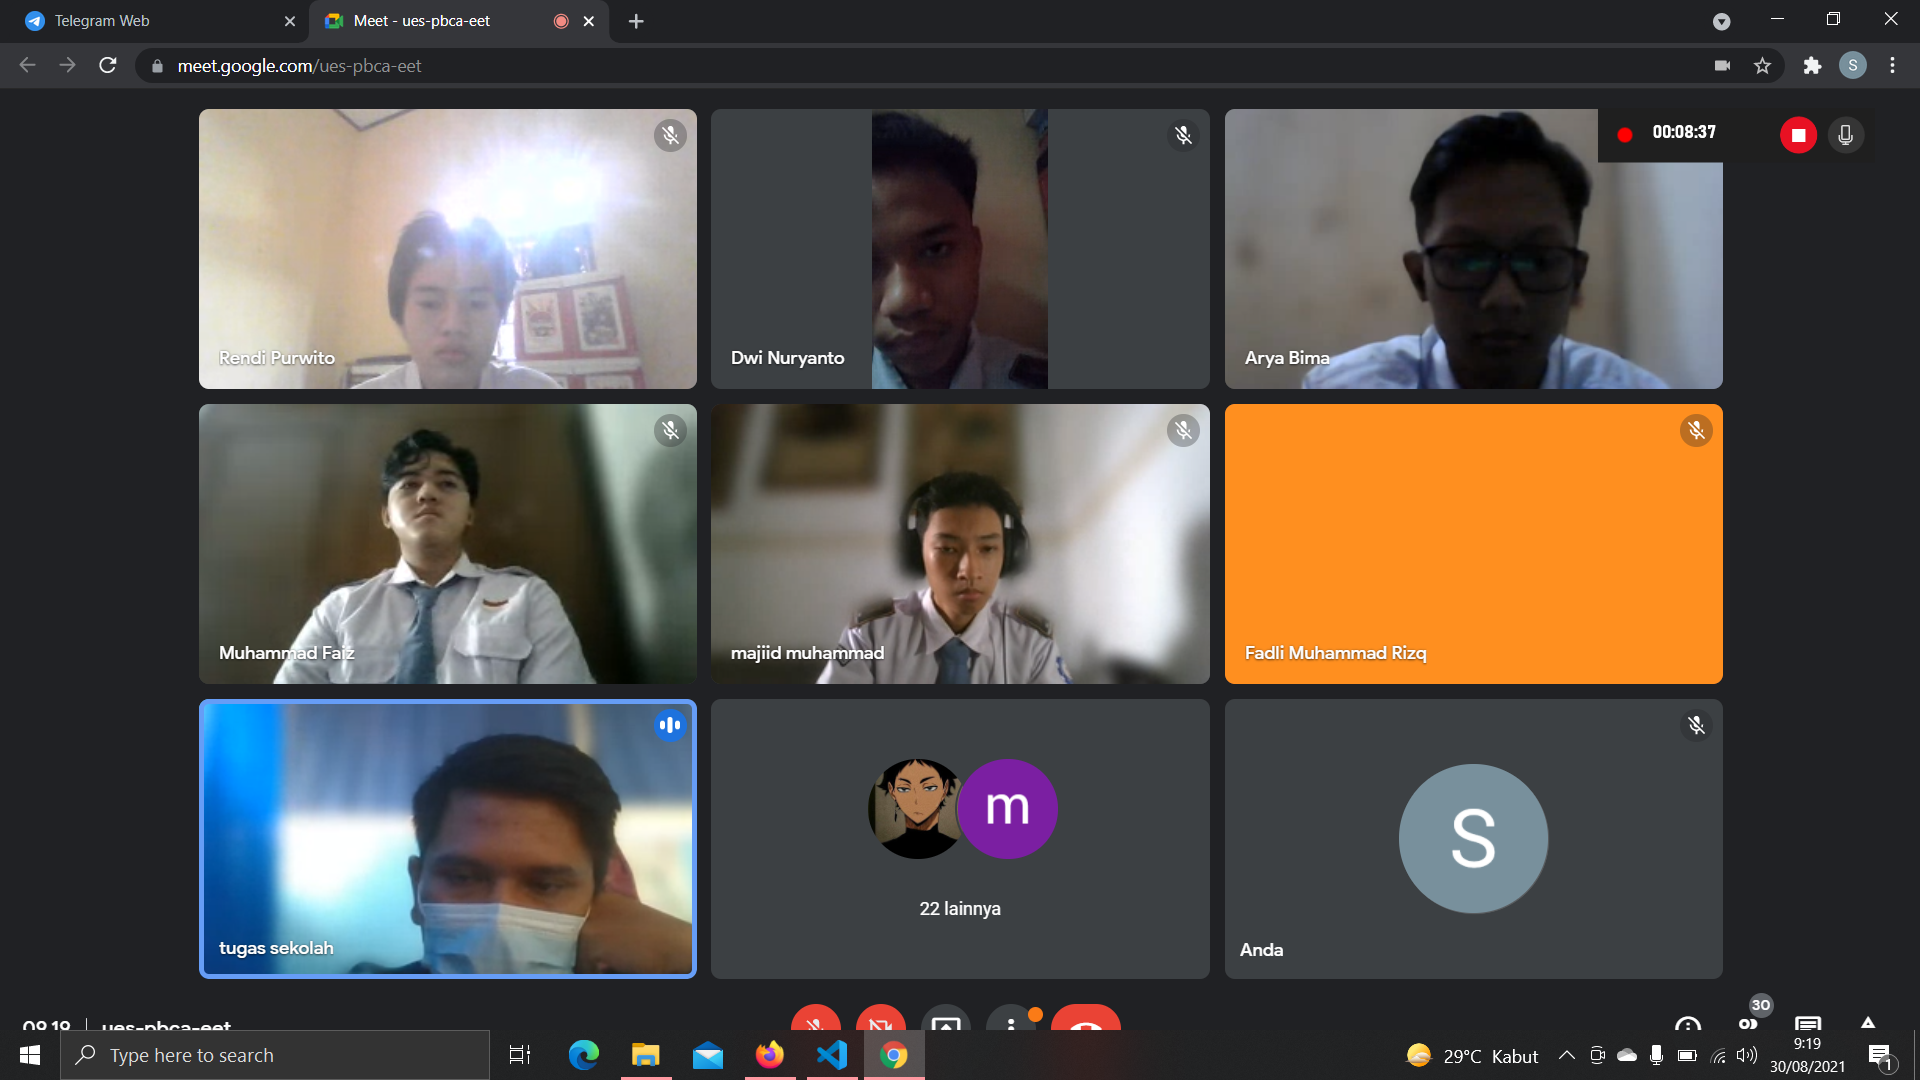 Telegram Web
Meet - ues-pbca-eet
meet.google.com/ues-pbca-eet
S
00:08:37
Rendi Purwito
Dwi Nuryanto
Arya Bima
Muhammad Faiz
majiid muhammad
Fadli Muhammad Rizq
tugas sekolah
m
22 lainnya
S
Anda
30
09.19 | ues-pbca-eet
Type here to search
29°C Kabut
9:19
30/08/2021
1